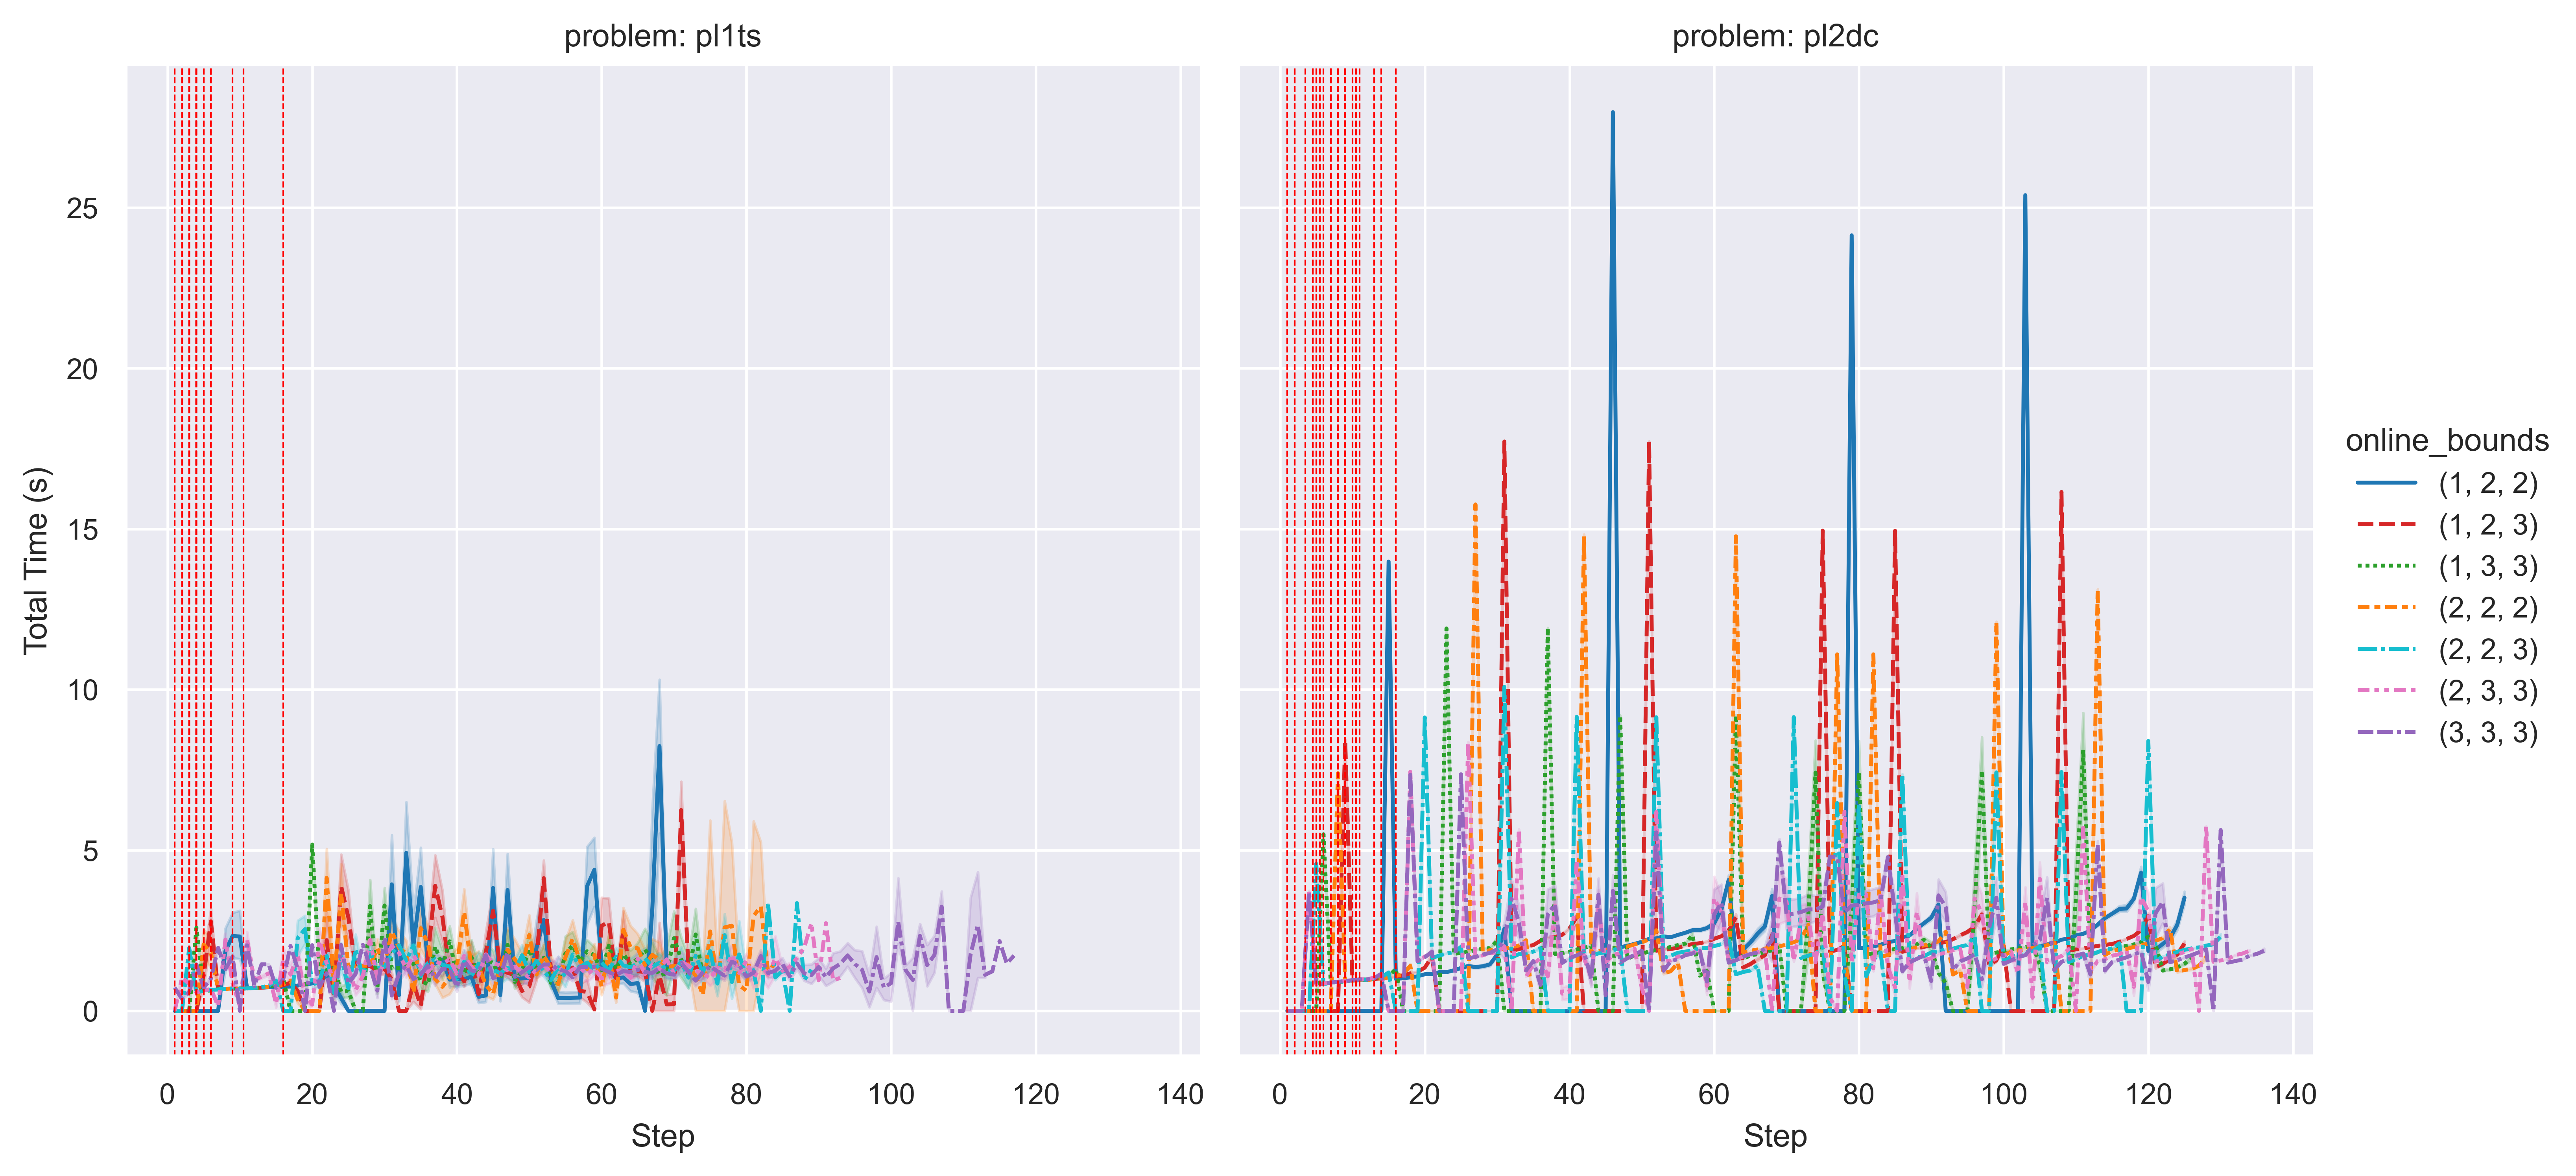 problem: pl1ts
problem: pl2dc
Total Time (s)
25
20
15
10
5
0
0 20 40 60 80 100 120 140
0 20 40 60 80 100 120 140
Step
Step
online_bounds
(1, 2, 2)
(1, 2, 3)
(1, 3, 3)
(2, 2, 2)
(2, 2, 3)
(2, 3, 3)
(3, 3, 3)